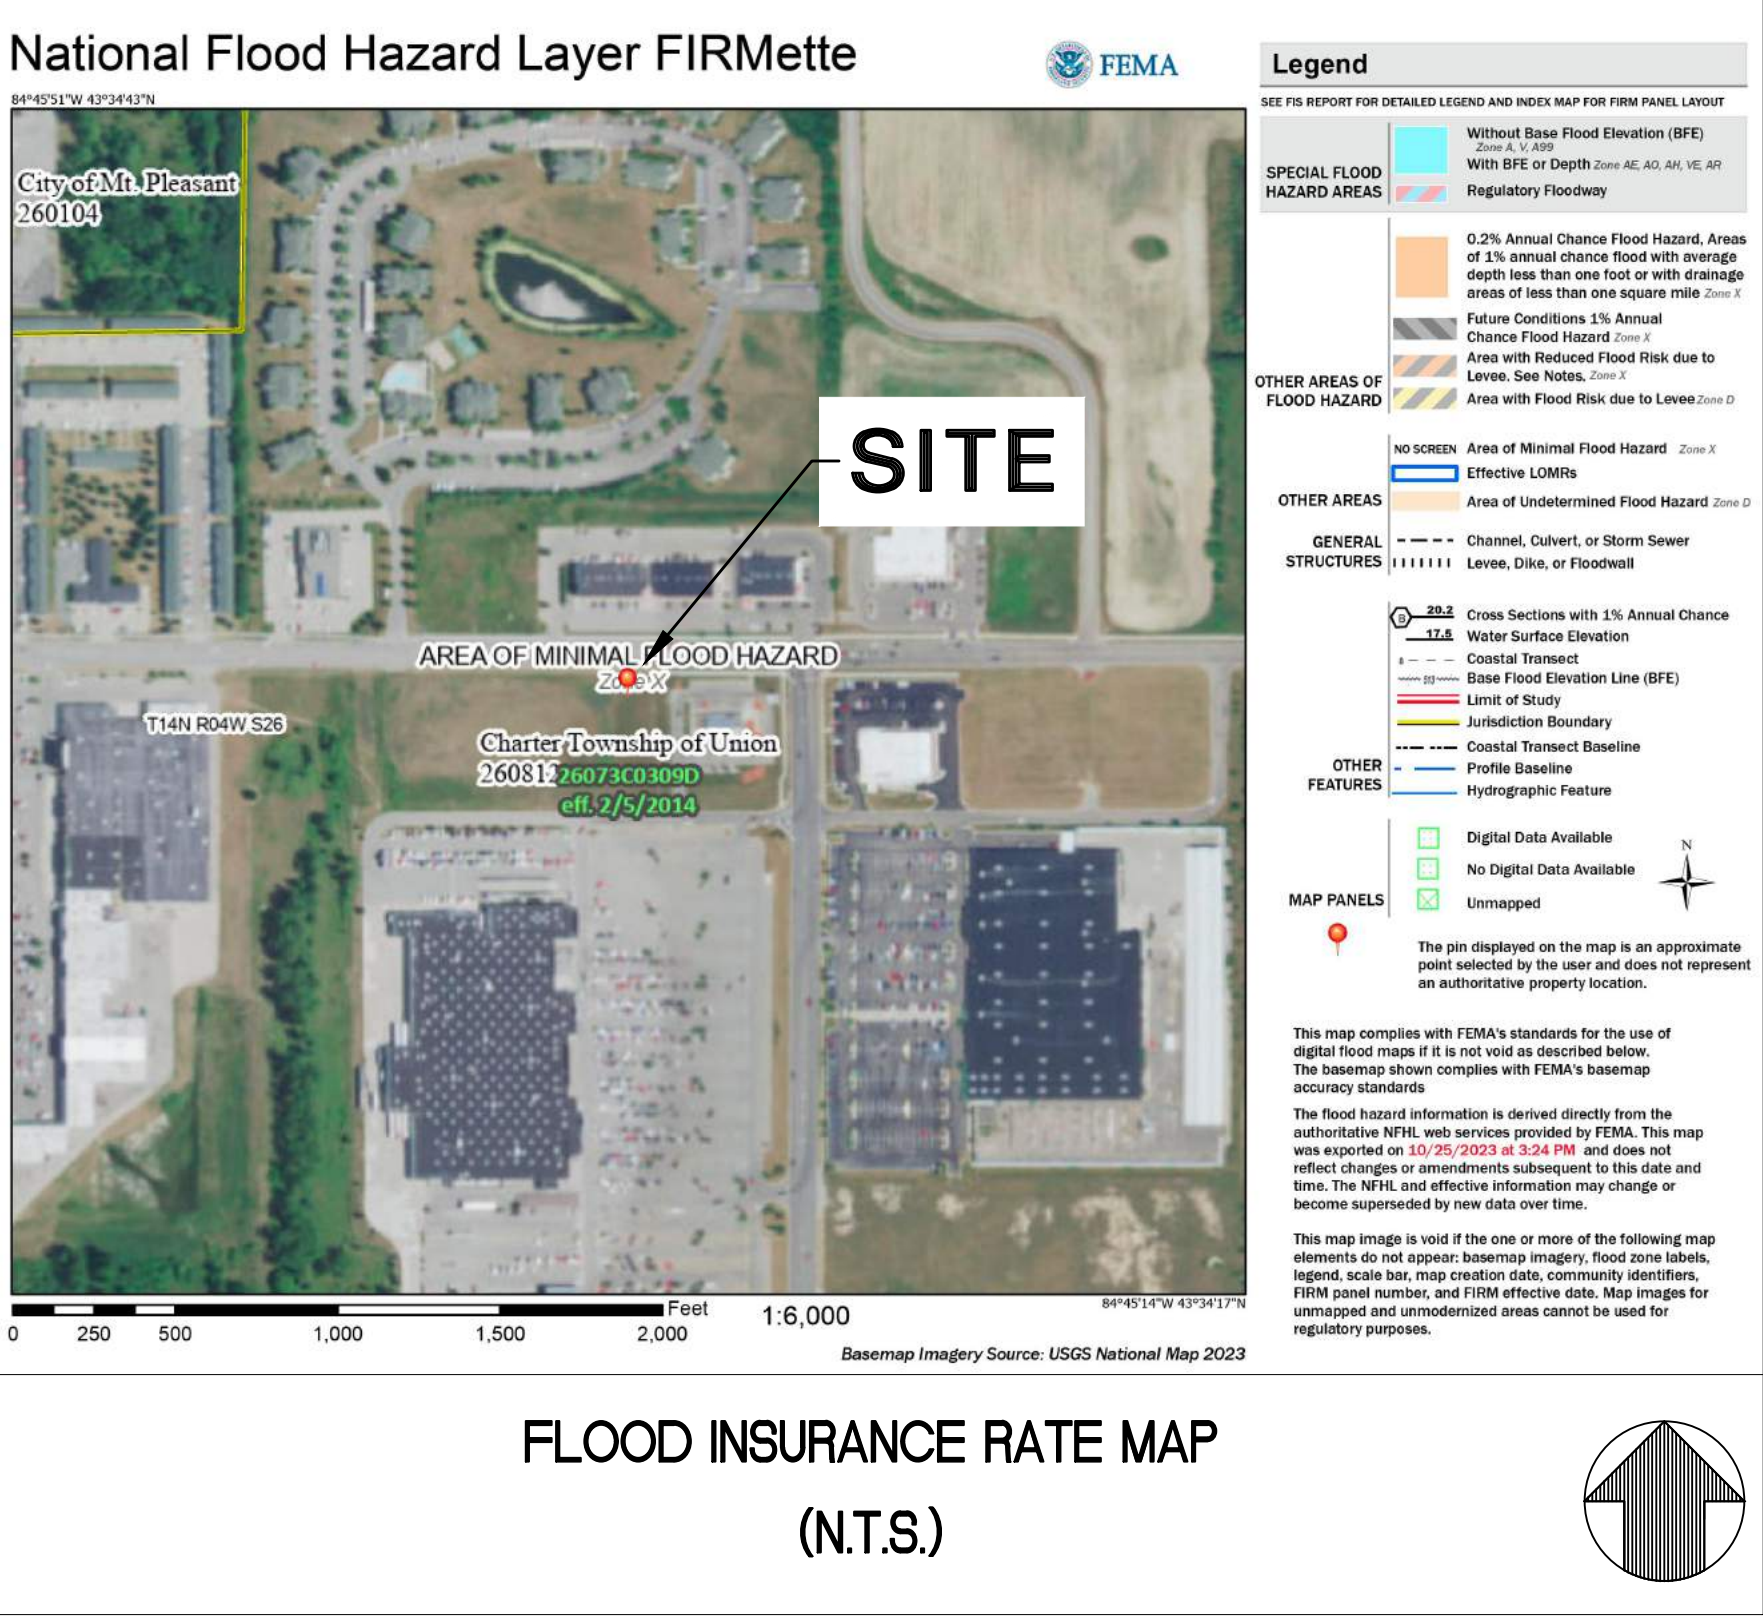 National Flood Hazard Layer FIRMette
FEMA
84°45'51"W 43°34'43"N
City of Mt. Pleasant
260104
SITE
AREA OF MINIMAL FLOOD HAZARD
Zone X
T14N R04W S26
Charter Township of Union
260812
26073C0309D
eff. 2/5/2014
Feet
0 250 500 1,000 1,500 2,000
1:6,000
84°45'14"W 43°34'17"N
Basemap Imagery Source: USGS National Map 2023
Legend
SEE FIS REPORT FOR DETAILED LEGEND AND INDEX MAP FOR FIRM PANEL LAYOUT
SPECIAL FLOOD
HAZARD AREAS
Without Base Flood Elevation (BFE)
Zone A, V, A99
With BFE or Depth Zone AE, AO, AH, VE, AR
Regulatory Floodway
OTHER AREAS OF
FLOOD HAZARD
0.2% Annual Chance Flood Hazard, Areas
of 1% annual chance flood with average
depth less than one foot or with drainage
areas of less than one square mile Zone X
Future Conditions 1% Annual
Chance Flood Hazard Zone X
Area with Reduced Flood Risk due to
Levee. See Notes. Zone X
Area with Flood Risk due to Levee Zone D
OTHER AREAS
NO SCREEN Area of Minimal Flood Hazard Zone X
Effective LOMRs
Area of Undetermined Flood Hazard Zone D
GENERAL
STRUCTURES
Channel, Culvert, or Storm Sewer
Levee, Dike, or Floodwall
OTHER
FEATURES
B 20.2 Cross Sections with 1% Annual Chance
17.5 Water Surface Elevation
8 Coastal Transect
513 Base Flood Elevation Line (BFE)
Limit of Study
Jurisdiction Boundary
Coastal Transect Baseline
Profile Baseline
Hydrographic Feature
MAP PANELS
Digital Data Available
No Digital Data Available
Unmapped
N
The pin displayed on the map is an approximate
point selected by the user and does not represent
an authoritative property location.
This map complies with FEMA's standards for the use of
digital flood maps if it is not void as described below.
The basemap shown complies with FEMA's basemap
accuracy standards
The flood hazard information is derived directly from the
authoritative NFHL web services provided by FEMA. This map
was exported on 10/25/2023 at 3:24 PM and does not
reflect changes or amendments subsequent to this date and
time. The NFHL and effective information may change or
become superseded by new data over time.
This map image is void if the one or more of the following map
elements do not appear: basemap imagery, flood zone labels,
legend, scale bar, map creation date, community identifiers,
FIRM panel number, and FIRM effective date. Map images for
unmapped and unmodernized areas cannot be used for
regulatory purposes.
FLOOD INSURANCE RATE MAP
(N.T.S.)